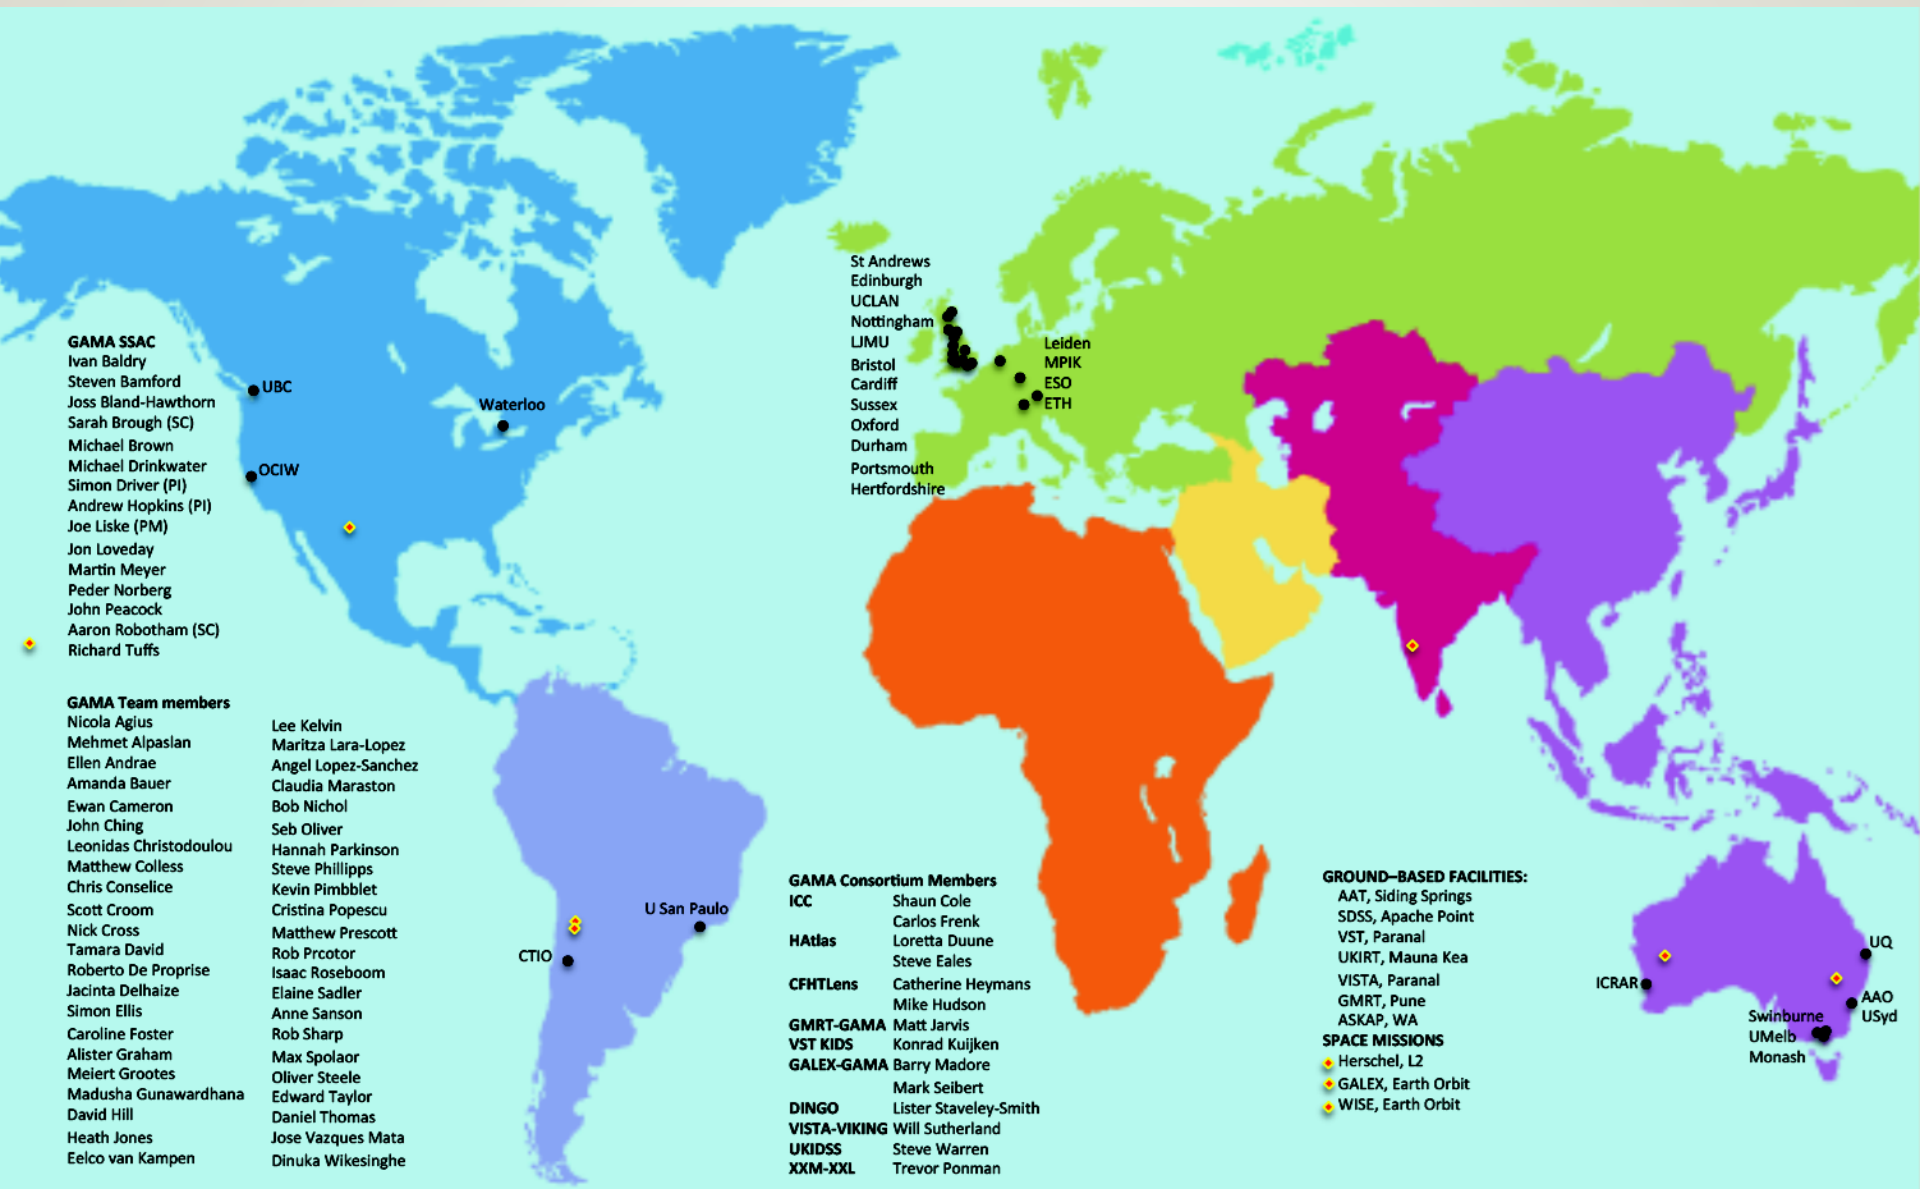 St Andrews
Edinburgh
UCLAN
Nottingham
LJMU
Bristol
Cardiff
Sussex
Oxford
Durham
Portsmouth
Hertfordshire
Leiden
MPIK
ESO
ETH
UBC
Waterloo
OCIW
GAMA SSAC
Ivan Baldry
Steven Bamford
Joss Bland-Hawthorn
Sarah Brough (SC)
Michael Brown
Michael Drinkwater
Simon Driver (PI)
Andrew Hopkins (PI)
Joe Liske (PM)
Jon Loveday
Martin Meyer
Peder Norberg
John Peacock
Aaron Robotham (SC)
Richard Tuffs
GAMA Team members
Nicola Agius
Mehmet Alpaslan
Ellen Andrae
Amanda Bauer
Ewan Cameron
John Ching
Leonidas Christodoulou
Matthew Colless
Chris Conselice
Scott Croom
Nick Cross
Tamara David
Roberto De Proprise
Jacinta Delhaize
Simon Ellis
Caroline Foster
Alister Graham
Meiert Grootes
Madusha Gunawardhana
David Hill
Heath Jones
Eelco van Kampen
Lee Kelvin
Maritza Lara-Lopez
Angel Lopez-Sanchez
Claudia Maraston
Bob Nichol
Seb Oliver
Hannah Parkinson
Steve Phillipps
Kevin Pimbblet
Cristina Popescu
Matthew Prescott
Rob Prcotor
Isaac Roseboom
Elaine Sadler
Anne Sanson
Rob Sharp
Max Spolaor
Oliver Steele
Edward Taylor
Daniel Thomas
Jose Vazques Mata
Dinuka Wikesinghe
U San Paulo
CTIO
GAMA Consortium Members
ICC Shaun Cole
Carlos Frenk
HAtlas Loretta Duune
Steve Eales
CFHTLens Catherine Heymans
Mike Hudson
GMRT-GAMA Matt Jarvis
VST KIDS Konrad Kuijken
GALEX-GAMA Barry Madore
Mark Seibert
DINGO Lister Staveley-Smith
VISTA-VIKING Will Sutherland
UKIDSS Steve Warren
XXM-XXL Trevor Ponman
GROUND–BASED FACILITIES:
AAT, Siding Springs
SDSS, Apache Point
VST, Paranal
UKIRT, Mauna Kea
VISTA, Paranal
GMRT, Pune
ASKAP, WA
SPACE MISSIONS
Herschel, L2
GALEX, Earth Orbit
WISE, Earth Orbit
ICRAR
UQ
AAO
USyd
Swinburne
UMelb
Monash